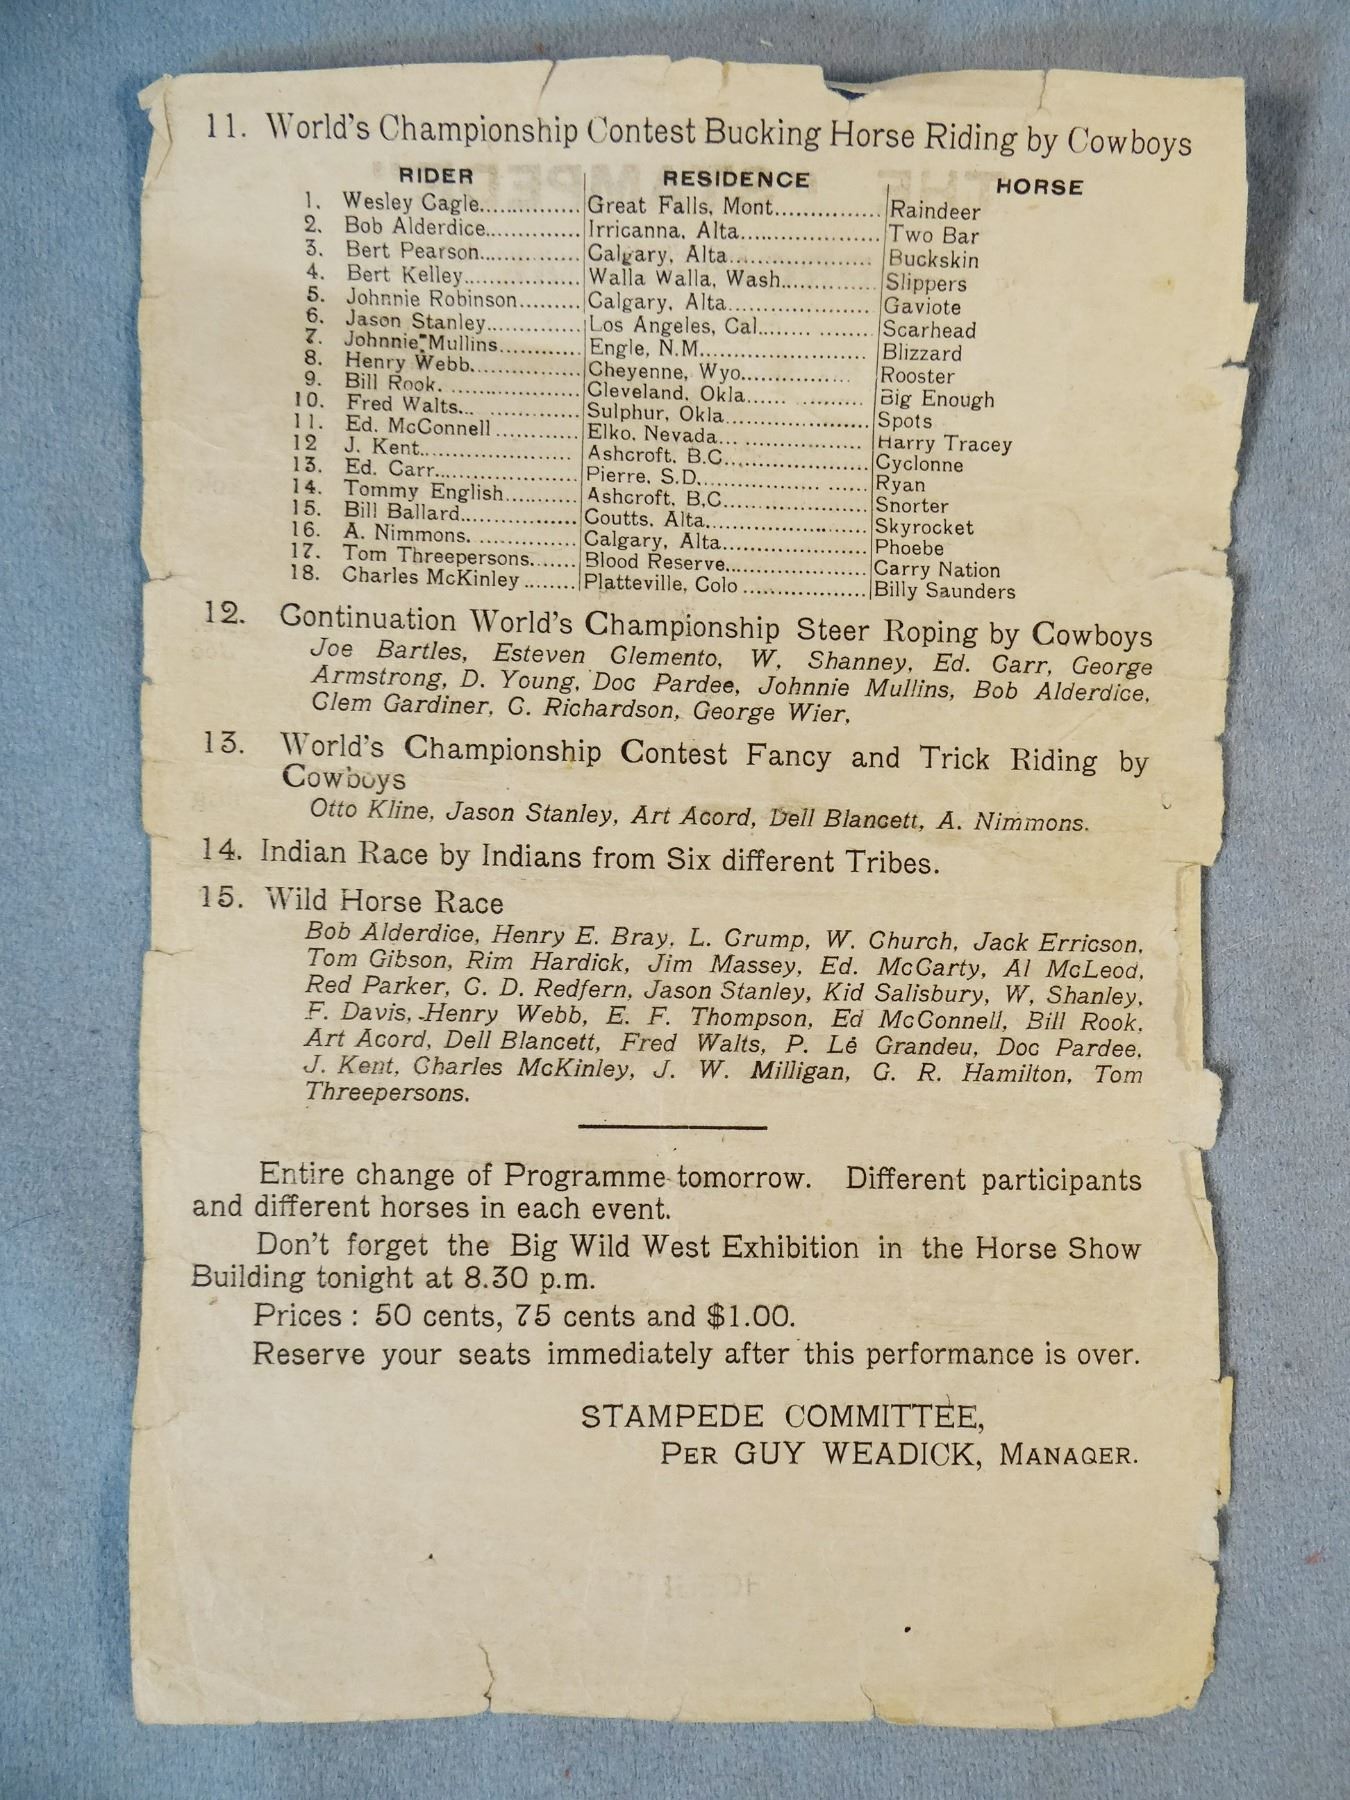 11. World's Championship Contest Bucking Horse Riding by Cowboys
RIDER RESIDENCE HORSE
1. Wesley Cagle.............. Great Falls, Mont............... Raindeer
2. Bob Alderdice............. Irricanna, Alta.................... Two Bar
3. Bert Pearson.............. Calgary, Alta.................... Buckskin
4. Bert Kelley................. Walla Walla, Wash............. Slippers
5. Johnnie Robinson......... Calgary, Alta..................... Gaviote
6. Jason Stanley.............. Los Angeles, Cal....... ........ Scarhead
7. Johnnie Mullins............ Engle, N.M........................ Blizzard
8. Henry Webb................ Cheyenne, Wyo................ Rooster
9. Bill Rook. ................... Cleveland, Okla...... ......... Big Enough
10. Fred Walts... ............. Sulphur, Okla..................... Spots
11. Ed. McConnell ............ Elko, Nevada... ................. Harry Tracey
12 J. Kent...................... Ashcroft, B.C..................... Cyclonne
13. Ed. Carr..................... Pierre, S.D.................. ...... Ryan
14. Tommy English........... Ashcroft, B,C..................... Snorter
15. Bill Ballard................. Coutts, Alta....................... Skyrocket
16. A. Nimmons. .............. Calgary, Alta..................... Phoebe
17. Tom Threepersons....... Blood Reserve.................... Carry Nation
18. Charles McKinley ........ Platteville, Colo .................. Billy Saunders
12. Continuation World's Championship Steer Roping by Cowboys
Joe Bartles, Esteven Clemento, W, Shanney, Ed. Carr, George
Armstrong, D. Young, Doc Pardee, Johnnie Mullins, Bob Alderdice,
Clem Gardiner, C. Richardson, George Wier,
13. World's Championship Contest Fancy and Trick Riding by
Cowboys
Otto Kline, Jason Stanley, Art Acord, Dell Blancett, A. Nimmons.
14. Indian Race by Indians from Six different Tribes.
15. Wild Horse Race
Bob Alderdice, Henry E. Bray, L. Crump, W. Church, Jack Erricson,
Tom Gibson, Rim Hardick, Jim Massey, Ed. McCarty, Al McLeod,
Red Parker, C. D. Redfern, Jason Stanley, Kid Salisbury, W, Shanley,
F. Davis, Henry Webb, E. F. Thompson, Ed McConnell, Bill Rook,
Art Acord, Dell Blancett, Fred Walts, P. Lé Grandeu, Doc Pardee,
J. Kent, Charles McKinley, J. W. Milligan, G. R. Hamilton, Tom
Threepersons.
Entire change of Programme tomorrow. Different participants
and different horses in each event.
Don't forget the Big Wild West Exhibition in the Horse Show
Building tonight at 8.30 p.m.
Prices : 50 cents, 75 cents and $1.00.
Reserve your seats immediately after this performance is over.
STAMPEDE COMMITTEE,
PER GUY WEADICK, MANAGER.